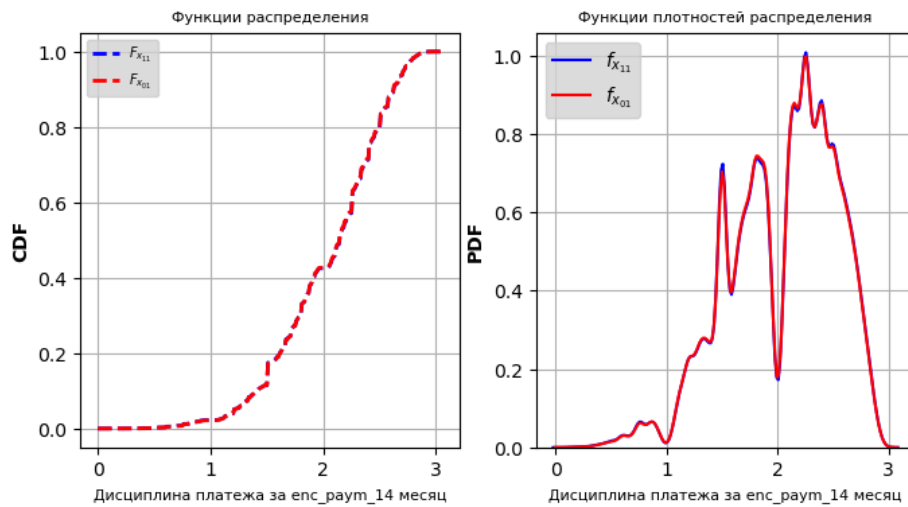 Функции распределения
F_{x_{11}}
F_{x_{01}}
CDF
1.0
0.8
0.6
0.4
0.2
0.0
0 1 2 3
Дисциплина платежа за enc_paym_14 месяц
Функции плотностей распределения
f_{x_{11}}
f_{x_{01}}
PDF
1.0
0.8
0.6
0.4
0.2
0.0
0 1 2 3
Дисциплина платежа за enc_paym_14 месяц